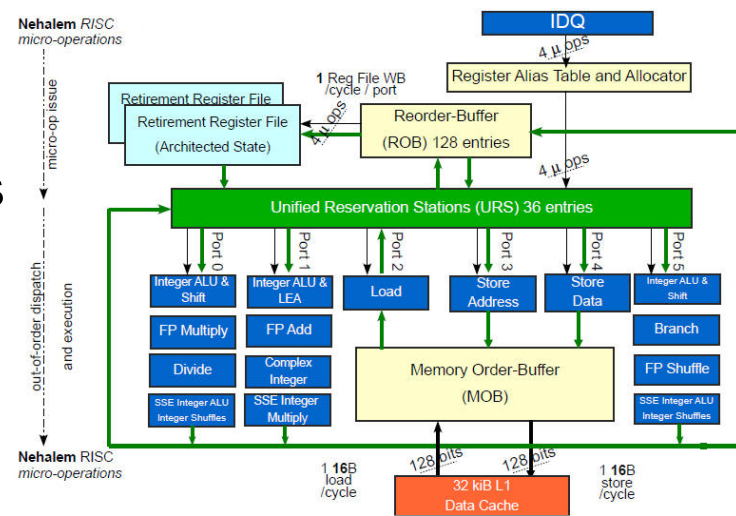 Nehalem RISC
micro-operations
IDQ
4 μ ops
Register Alias Table and Allocator
1 Reg File WB
/cycle / port
Retirement Register File
Retirement Register File
(Architected State)
4 μ ops
Reorder-Buffer
(ROB) 128 entries
4 μ ops
micro-op issue
s
Unified Reservation Stations (URS) 36 entries
Port 0
Port 1
Port 2
Port 3
Port 4
Port 5
Integer ALU &
Shift
Integer ALU
& LEA
Load
Store
Address
Store
Data
Integer ALU &
Shift
FP Multiply
FP Add
Branch
Divide
Complex
Integer
FP Shuffle
SSE Integer ALU
Integer Shuffles
SSE Integer
Multiply
SSE Integer ALU
Integer Shuffles
Memory Order-Buffer
(MOB)
out-of-order dispatch
and execution
Nehalem RISC
micro-operations
1 16B
load
/cycle
128 bits
128 bits
1 16B
store
/cycle
32 kiB L1
Data Cache